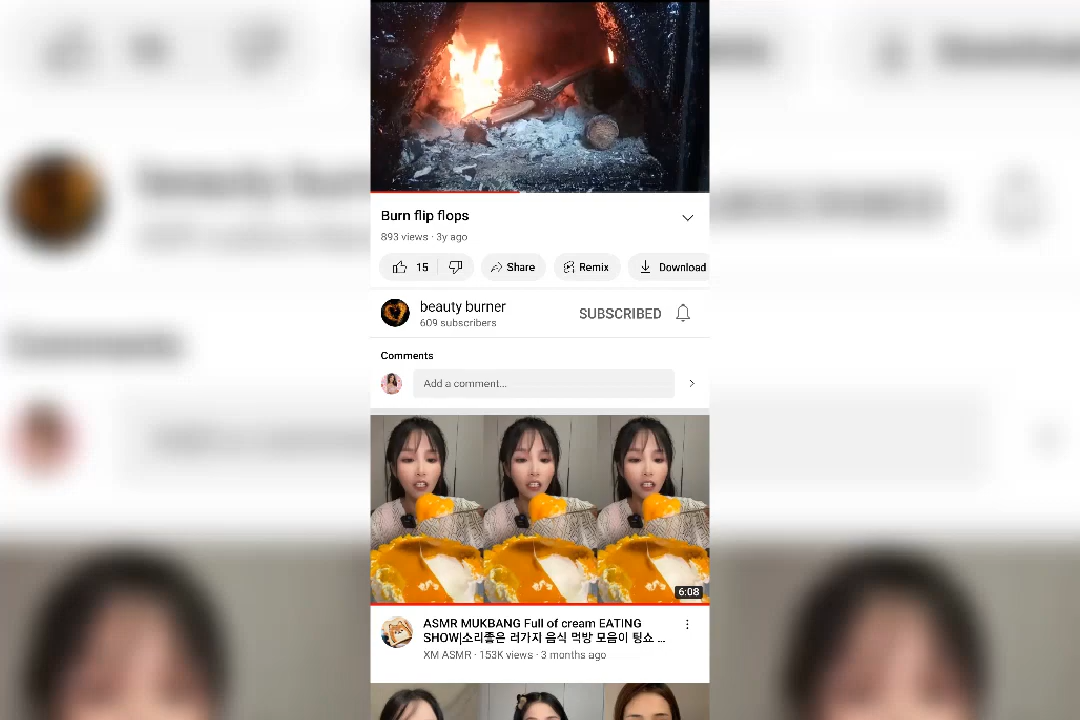 Burn flip flops
893 views · 3y ago
15
Share
Remix
Download
beauty burner
609 subscribers
SUBSCRIBED
Comments
Add a comment...
6:08
ASMR MUKBANG Full of cream EATING
SHOW|소리좋은 러가지 음식 먹방 모음이 팅쇼 ...
XM ASMR · 153K views · 3 months ago